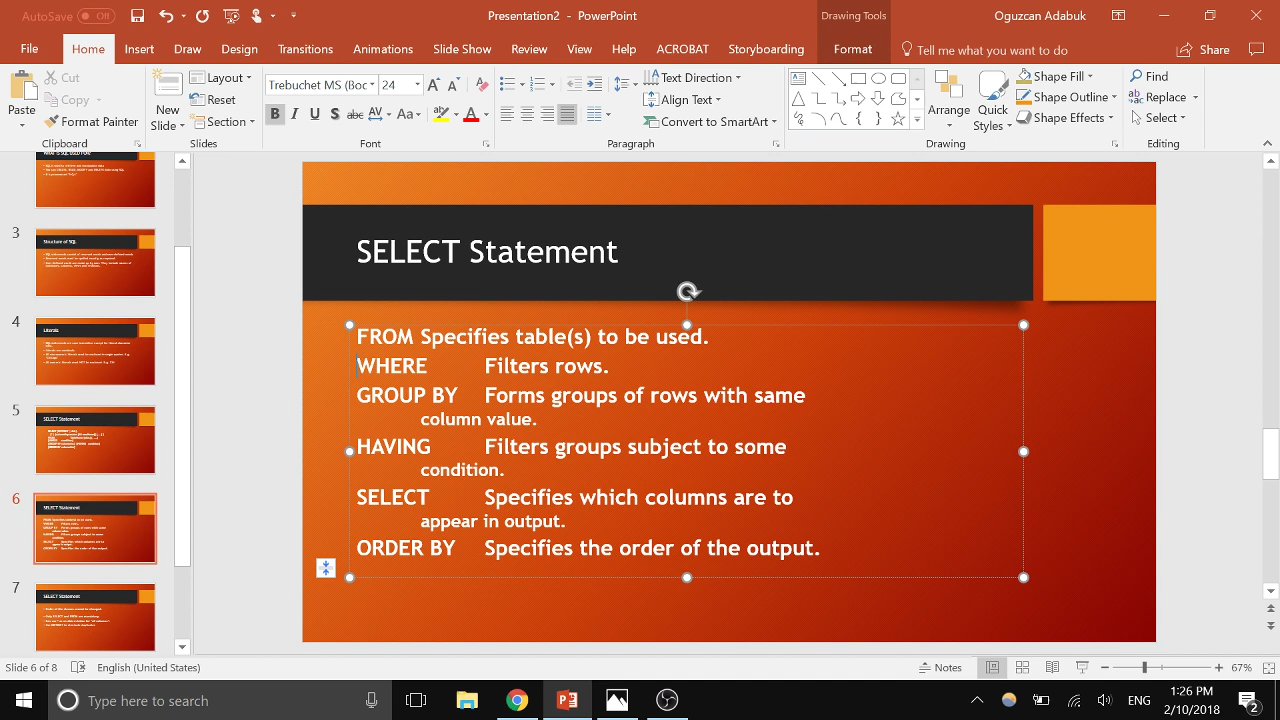 AutoSave Off
Presentation2 - PowerPoint
Drawing Tools
Oguzcan Adabuk
File Home Insert Draw Design Transitions Animations Slide Show Review View Help ACROBAT Storyboarding Format Tell me what you want to do Share
Paste
Cut
Copy
Format Painter
Clipboard
New
Slide
Layout
Reset
Section
Slides
Trebuchet MS (Boc 24
B I U S abc AV Aa
Font
Text Direction
Align Text
Convert to SmartArt
Paragraph
Arrange
Quick
Styles
Shape Fill
Shape Outline
Shape Effects
Drawing
Find
Replace
Select
Editing
3
Structure of SQL
4
Literals
5
SELECT Statement
6
SELECT Statement
7
SELECT Statement
SELECT Statement
FROM Specifies table(s) to be used.
WHERE Filters rows.
GROUP BY Forms groups of rows with same
column value.
HAVING Filters groups subject to some
condition.
SELECT Specifies which columns are to
appear in output.
ORDER BY Specifies the order of the output.
Slide 6 of 8 English (United States) Notes 67%
Type here to search
ENG
1:26 PM
2/10/2018
2